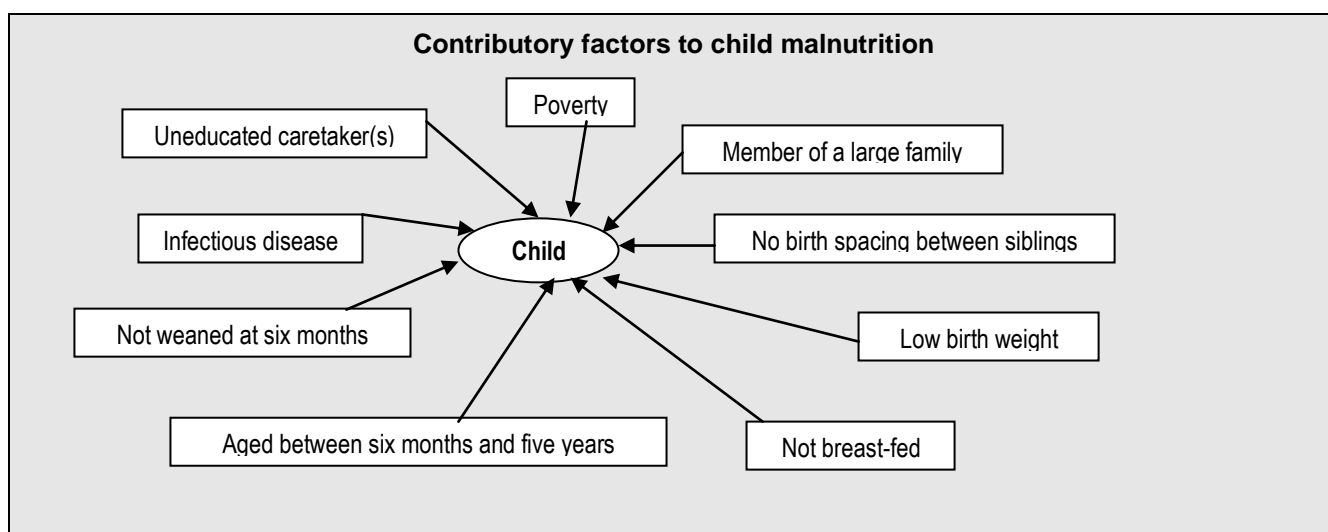 Contributory factors to child malnutrition
Poverty
Uneducated caretaker(s)
Member of a large family
Infectious disease
Child
No birth spacing between siblings
Not weaned at six months
Low birth weight
Aged between six months and five years
Not breast-fed